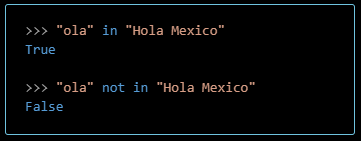 >>> "ola" in "Hola Mexico"
True
>>> "ola" not in "Hola Mexico"
False